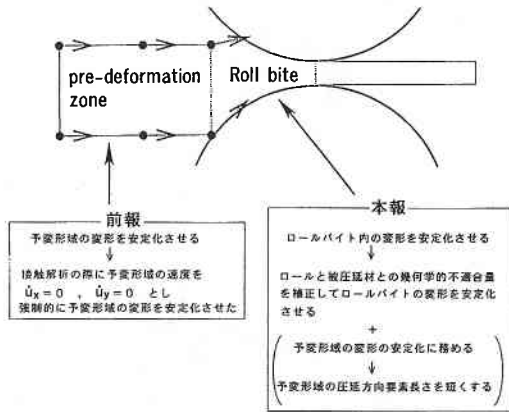 pre-deformation
zone
Roll bite
前報
予変形域の変形を安定化させる
↓
接触解析の際に予変形域の速度を
u̇x=0 , u̇y=0 とし
強制的に予変形域の変形を安定化させた
本報
ロールバイト内の変形を安定化させる
↓
ロールと被圧延材との幾何学的不適合量
を補正してロールバイトの変形を安定化
させる
+
予変形域の変形の安定化に務める
↓
予変形域の圧延方向要素長さを短くする